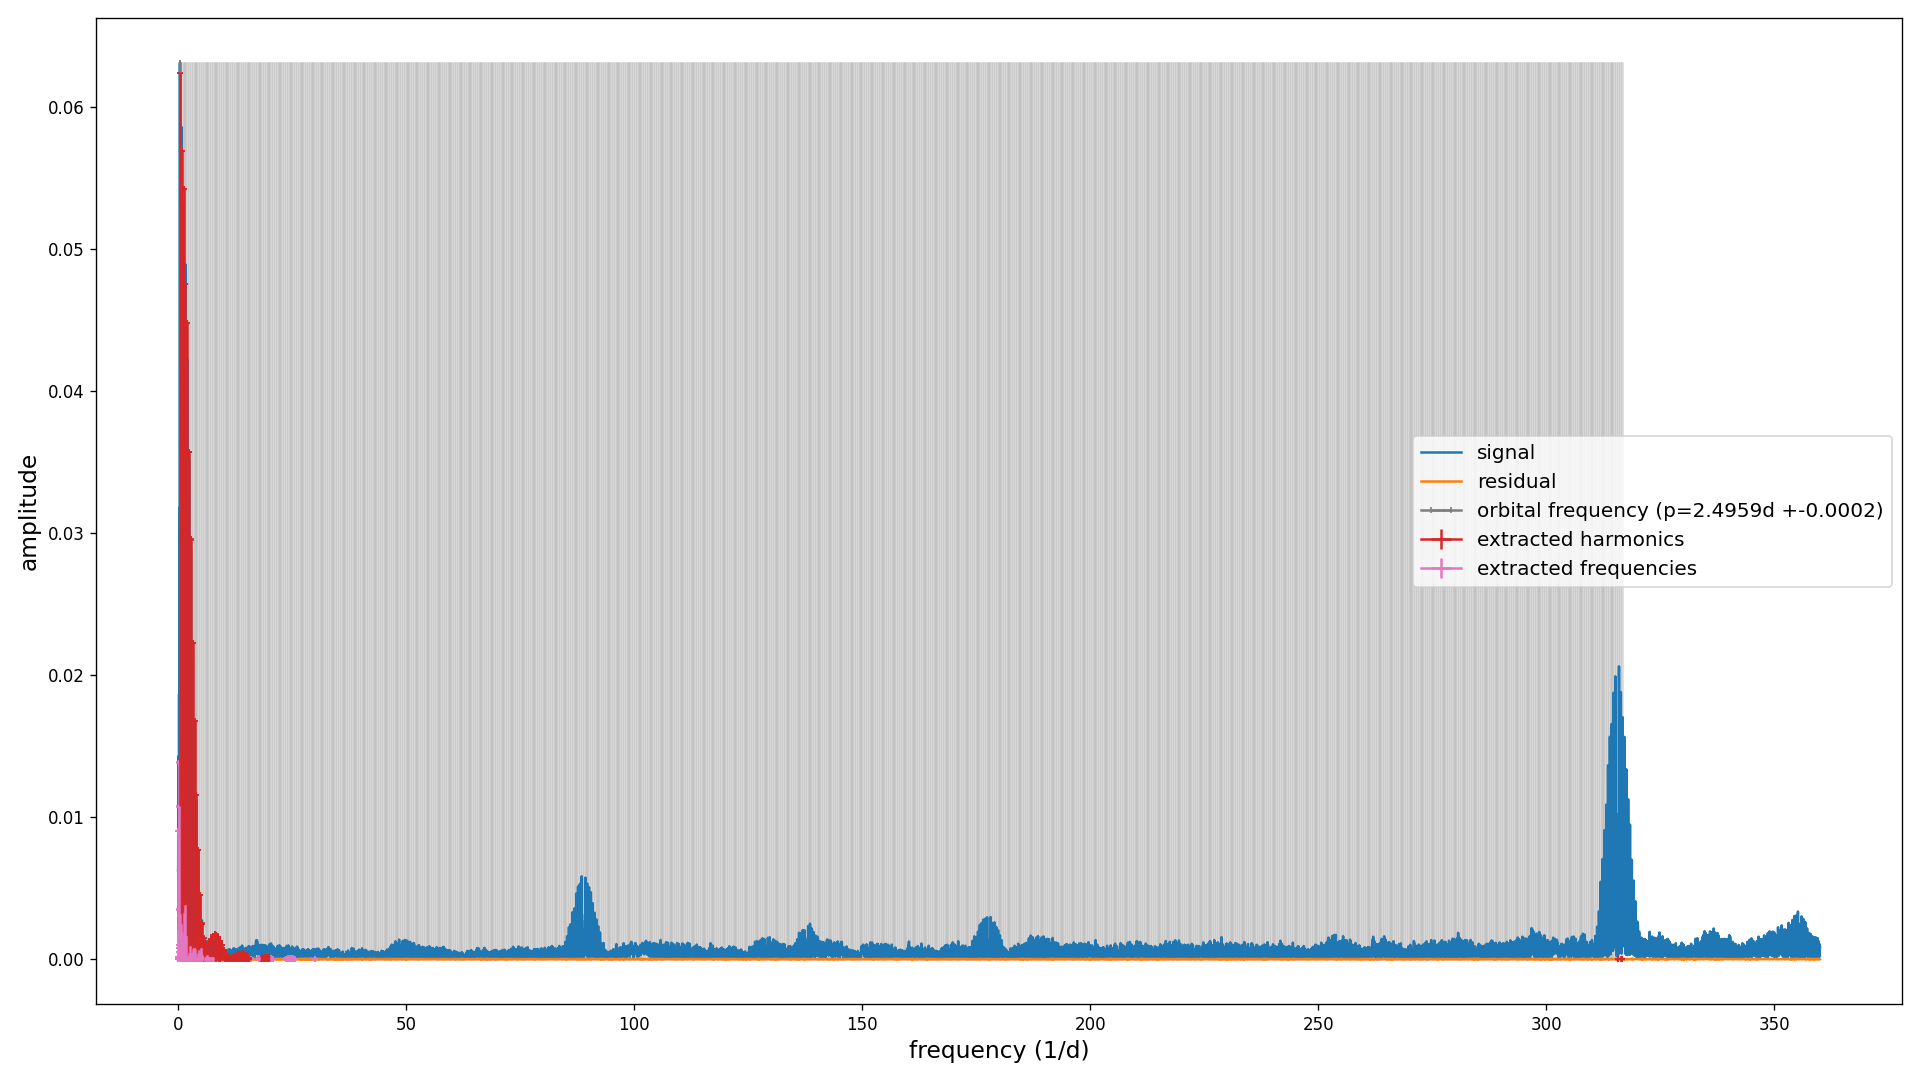 amplitude
0.06
0.05
0.04
0.03
0.02
0.01
0.00
signal
residual
orbital frequency (p=2.4959d +-0.0002)
extracted harmonics
extracted frequencies
0 50 100 150 200 250 300 350
frequency (1/d)